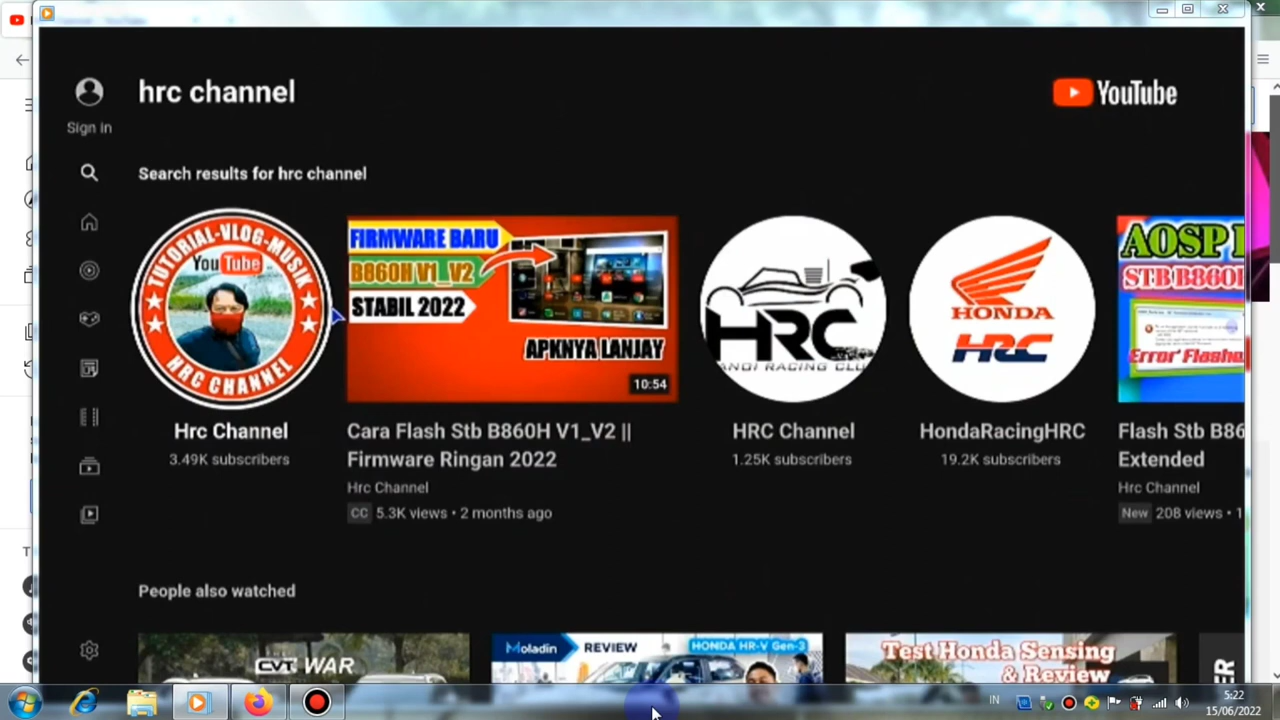 hrc channel
YouTube
Sign in
Search results for hrc channel
TUTORIAL-VLOG-MUSIK
YouTube
HRC CHANNEL
FIRMWARE BARU
B860H V1_V2
STABIL 2022
APKNYA LANJAY
10:54
HRC
HONDA
HRC
AOSP
STB B860H
Error Flashe
Hrc Channel
3.49K subscribers
Cara Flash Stb B860H V1_V2 ||
Firmware Ringan 2022
Hrc Channel
CC 5.3K views • 2 months ago
HRC Channel
1.25K subscribers
HondaRacingHRC
19.2K subscribers
Flash Stb B86
Extended
Hrc Channel
New 208 views • 1
People also watched
CVT WAR
Moladin REVIEW HONDA HR-V Gen-3
Test Honda Sensing
& Review
IN
5:22
15/06/2022